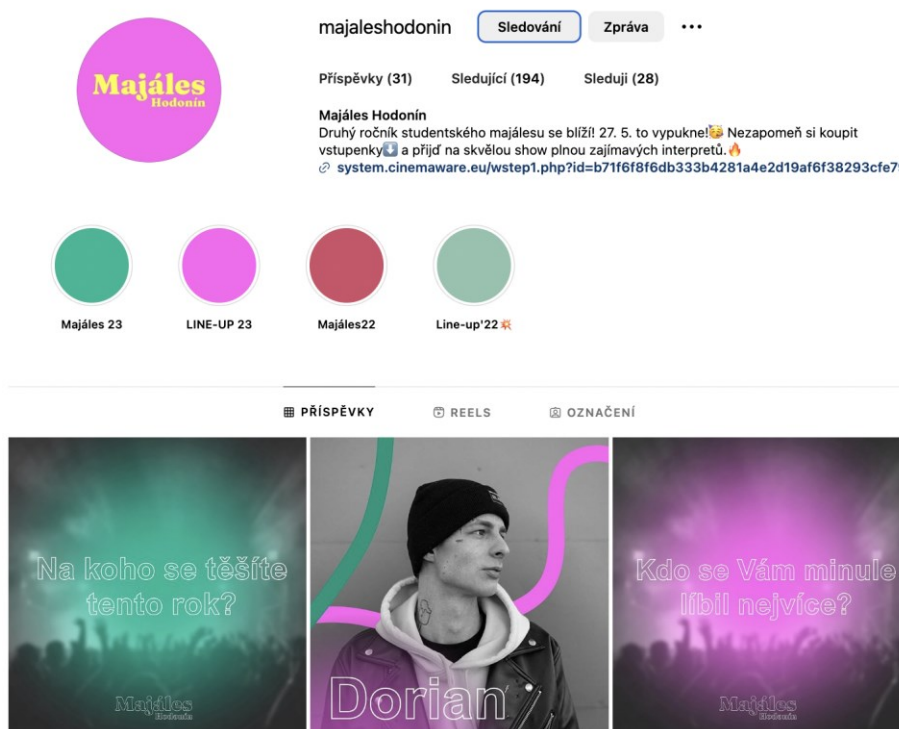 majaleshodonin Sledování Zpráva •••
Příspěvky (31) Sledující (194) Sleduji (28)
Majáles Hodonín
Druhý ročník studentského majálesu se blíží! 27. 5. to vypukne!🥳 Nezapomeň si koupit
vstupenky⬇️ a přijď na skvělou show plnou zajímavých interpretů.🔥
system.cinemaware.eu/wstep1.php?id=b71f6f8f6db333b4281a4e2d19af6f38293cfe7
Majáles
Hodonín
Majáles 23 LINE-UP 23 Majáles22 Line-up'22💥
PŘÍSPĚVKY REELS OZNAČENÍ
Na koho se těšíte
tento rok?
Majáles
Hodonín
Dorian
Kdo se Vám minule
líbil nejvíce?
Majáles
Hodonín